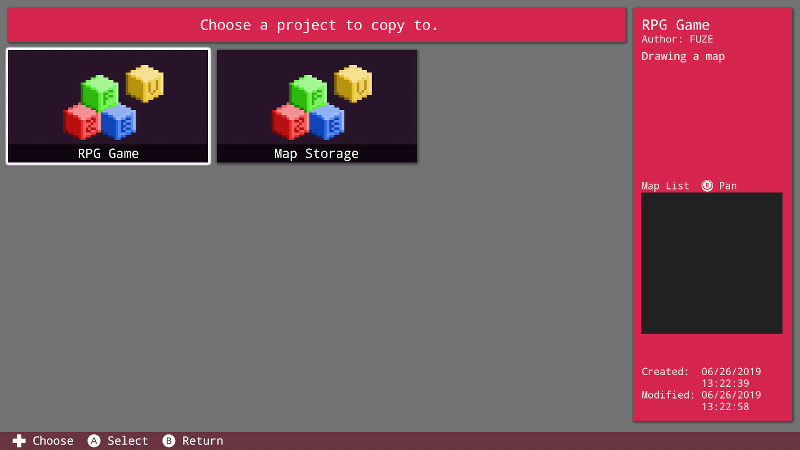 Choose a project to copy to.
RPG Game
Map Storage
RPG Game
Author: FUZE
Drawing a map
Map List R Pan
Created: 06/26/2019
13:22:39
Modified: 06/26/2019
13:22:58
Choose A Select B Return